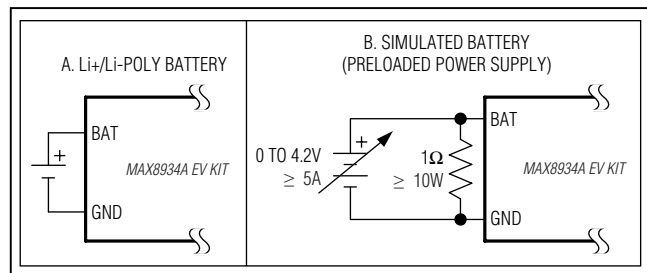 A. Li+/Li-POLY BATTERY
BAT
+
MAX8934A EV KIT
GND
B. SIMULATED BATTERY
(PRELOADED POWER SUPPLY)
BAT
+
0 TO 4.2V
≥ 5A
1Ω
≥ 10W
MAX8934A EV KIT
GND